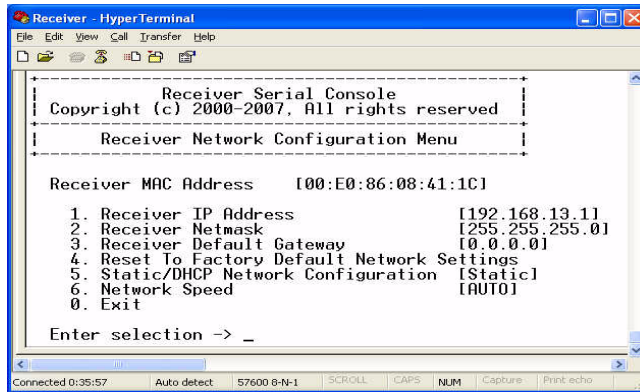 Receiver - HyperTerminal
File Edit View Call Transfer Help
Receiver Serial Console
Copyright (c) 2000-2007, All rights reserved
Receiver Network Configuration Menu
Receiver MAC Address [00:E0:86:08:41:1C]
1. Receiver IP Address [192.168.13.1]
2. Receiver Netmask [255.255.255.0]
3. Receiver Default Gateway [0.0.0.0]
4. Reset To Factory Default Network Settings
5. Static/DHCP Network Configuration [Static]
6. Network Speed [AUTO]
0. Exit
Enter selection -> _
Connected 0:35:57 Auto detect 57600 8-N-1 SCROLL CAPS NUM Capture Print echo